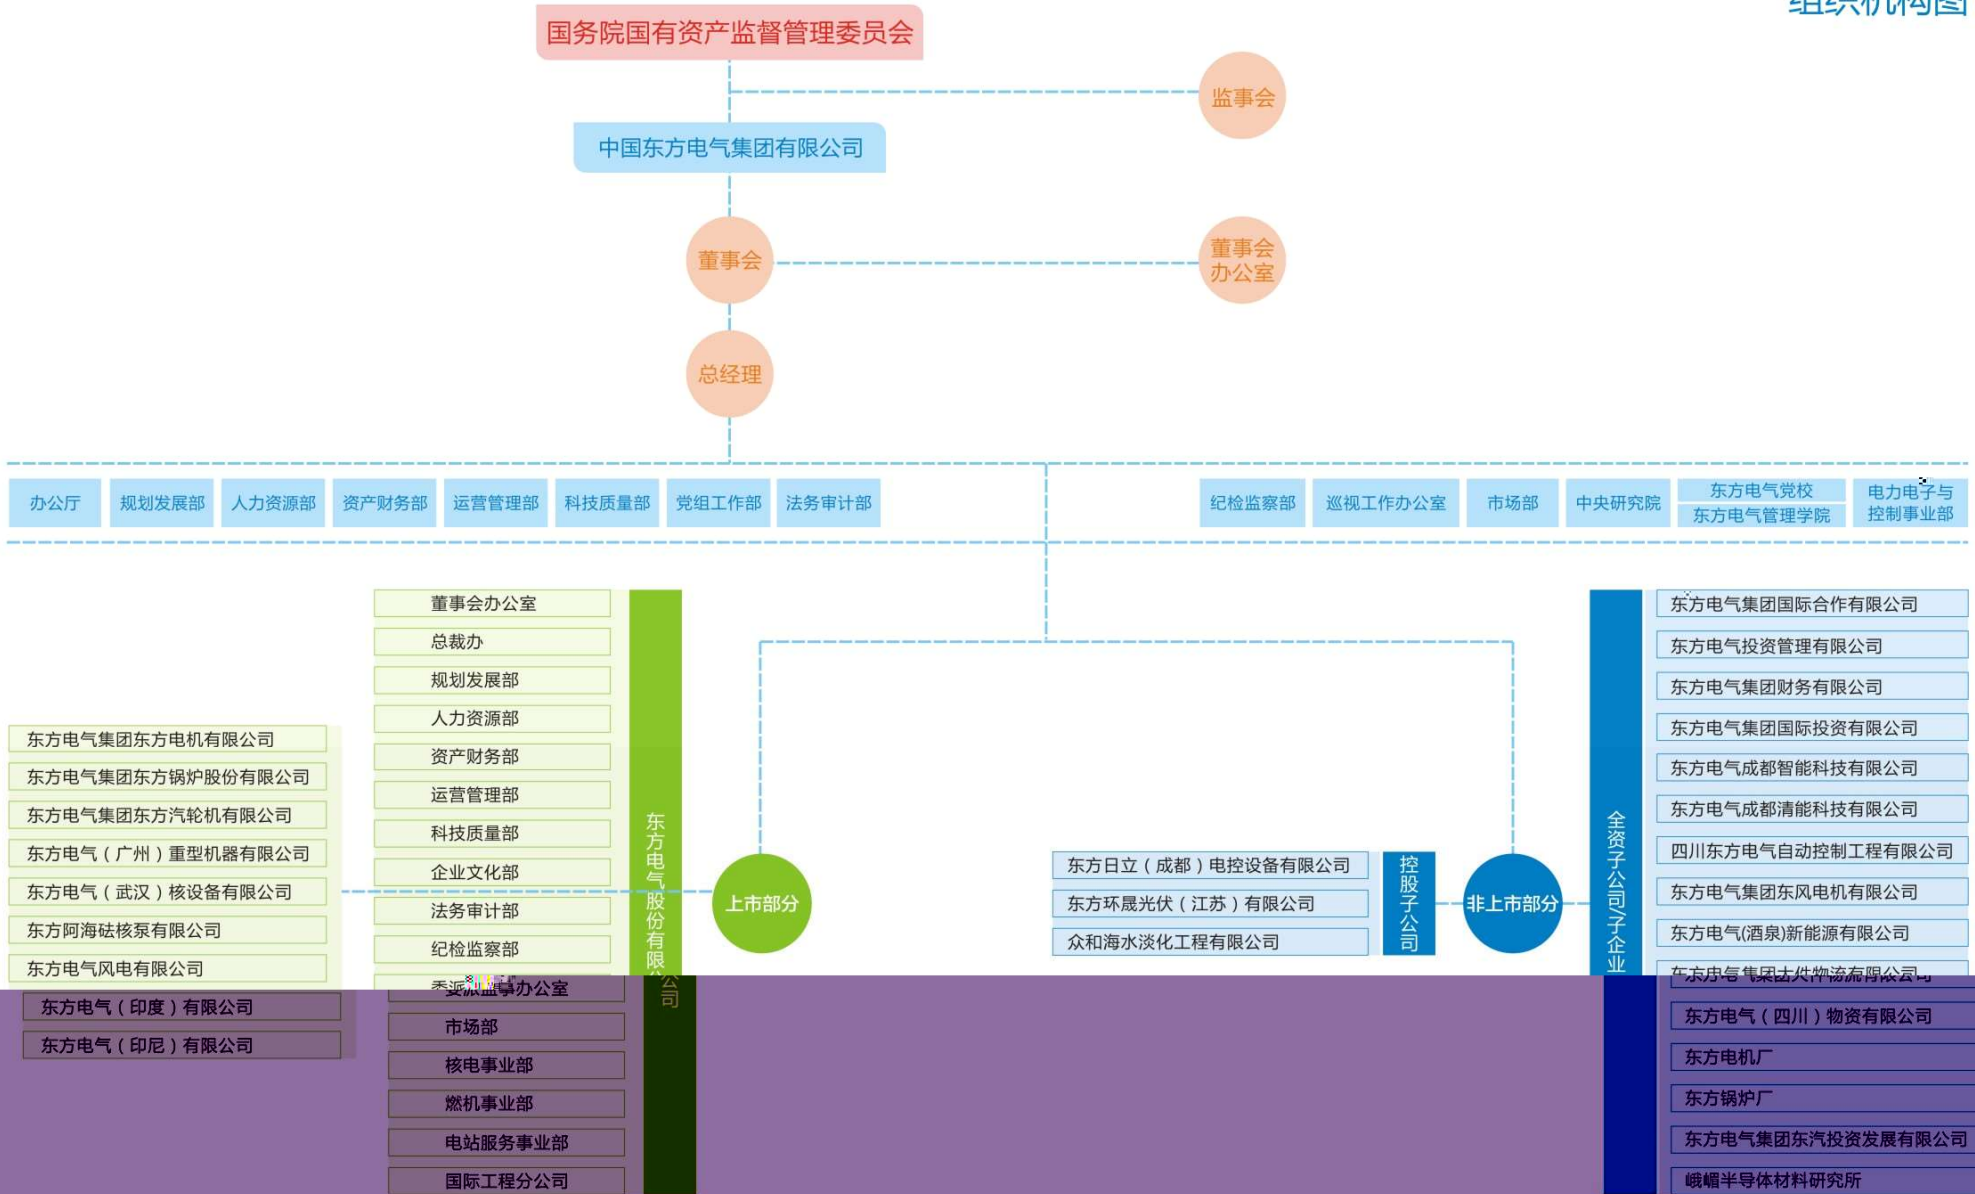 组织机构图
国务院国有资产监督管理委员会
监事会
中国东方电气集团有限公司
董事会
董事会
办公室
总经理
办公厅
规划发展部
人力资源部
资产财务部
运营管理部
科技质量部
党组工作部
法务审计部
纪检监察部
巡视工作办公室
市场部
中央研究院
东方电气党校
东方电气管理学院
电力电子与
控制事业部
东方电气集团东方电机有限公司
东方电气集团东方锅炉股份有限公司
东方电气集团东方汽轮机有限公司
东方电气（广州）重型机器有限公司
东方电气（武汉）核设备有限公司
东方阿海珐核泵有限公司
东方电气风电有限公司
东方电气（印度）有限公司
东方电气（印尼）有限公司
董事会办公室
总裁办
规划发展部
人力资源部
资产财务部
运营管理部
科技质量部
企业文化部
法务审计部
纪检监察部
委派监事办公室
市场部
核电事业部
燃机事业部
电站服务事业部
国际工程分公司
东方电气股份有限公司
上市部分
东方日立（成都）电控设备有限公司
东方环晟光伏（江苏）有限公司
众和海水淡化工程有限公司
控股子公司
非上市部分
全资子公司/子企业
东方电气集团国际合作有限公司
东方电气投资管理有限公司
东方电气集团财务有限公司
东方电气集团国际投资有限公司
东方电气成都智能科技有限公司
东方电气成都清能科技有限公司
四川东方电气自动控制工程有限公司
东方电气集团东风电机有限公司
东方电气(酒泉)新能源有限公司
东方电气集团大件物流有限公司
东方电气（四川）物资有限公司
东方电机厂
东方锅炉厂
东方电气集团东汽投资发展有限公司
峨嵋半导体材料研究所